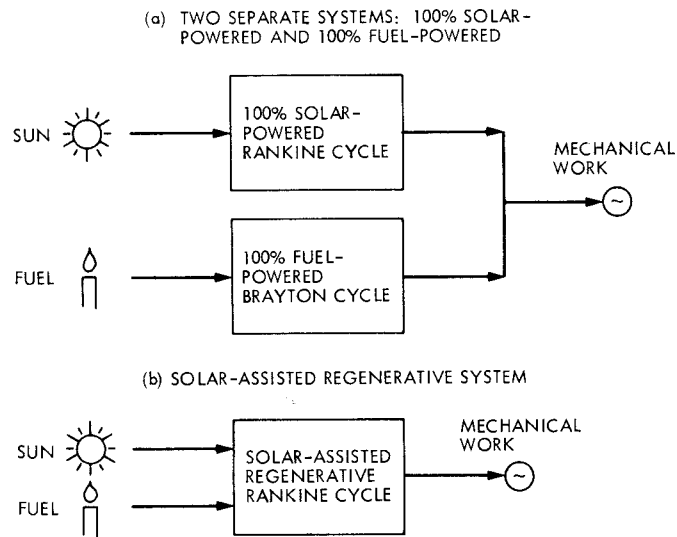 (a) TWO SEPARATE SYSTEMS: 100% SOLAR-
POWERED AND 100% FUEL-POWERED
SUN
100% SOLAR-
POWERED
RANKINE CYCLE
MECHANICAL
WORK
~
FUEL
100% FUEL-
POWERED
BRAYTON CYCLE
(b) SOLAR-ASSISTED REGENERATIVE SYSTEM
SUN
FUEL
SOLAR-ASSISTED
REGENERATIVE
RANKINE CYCLE
MECHANICAL
WORK
~